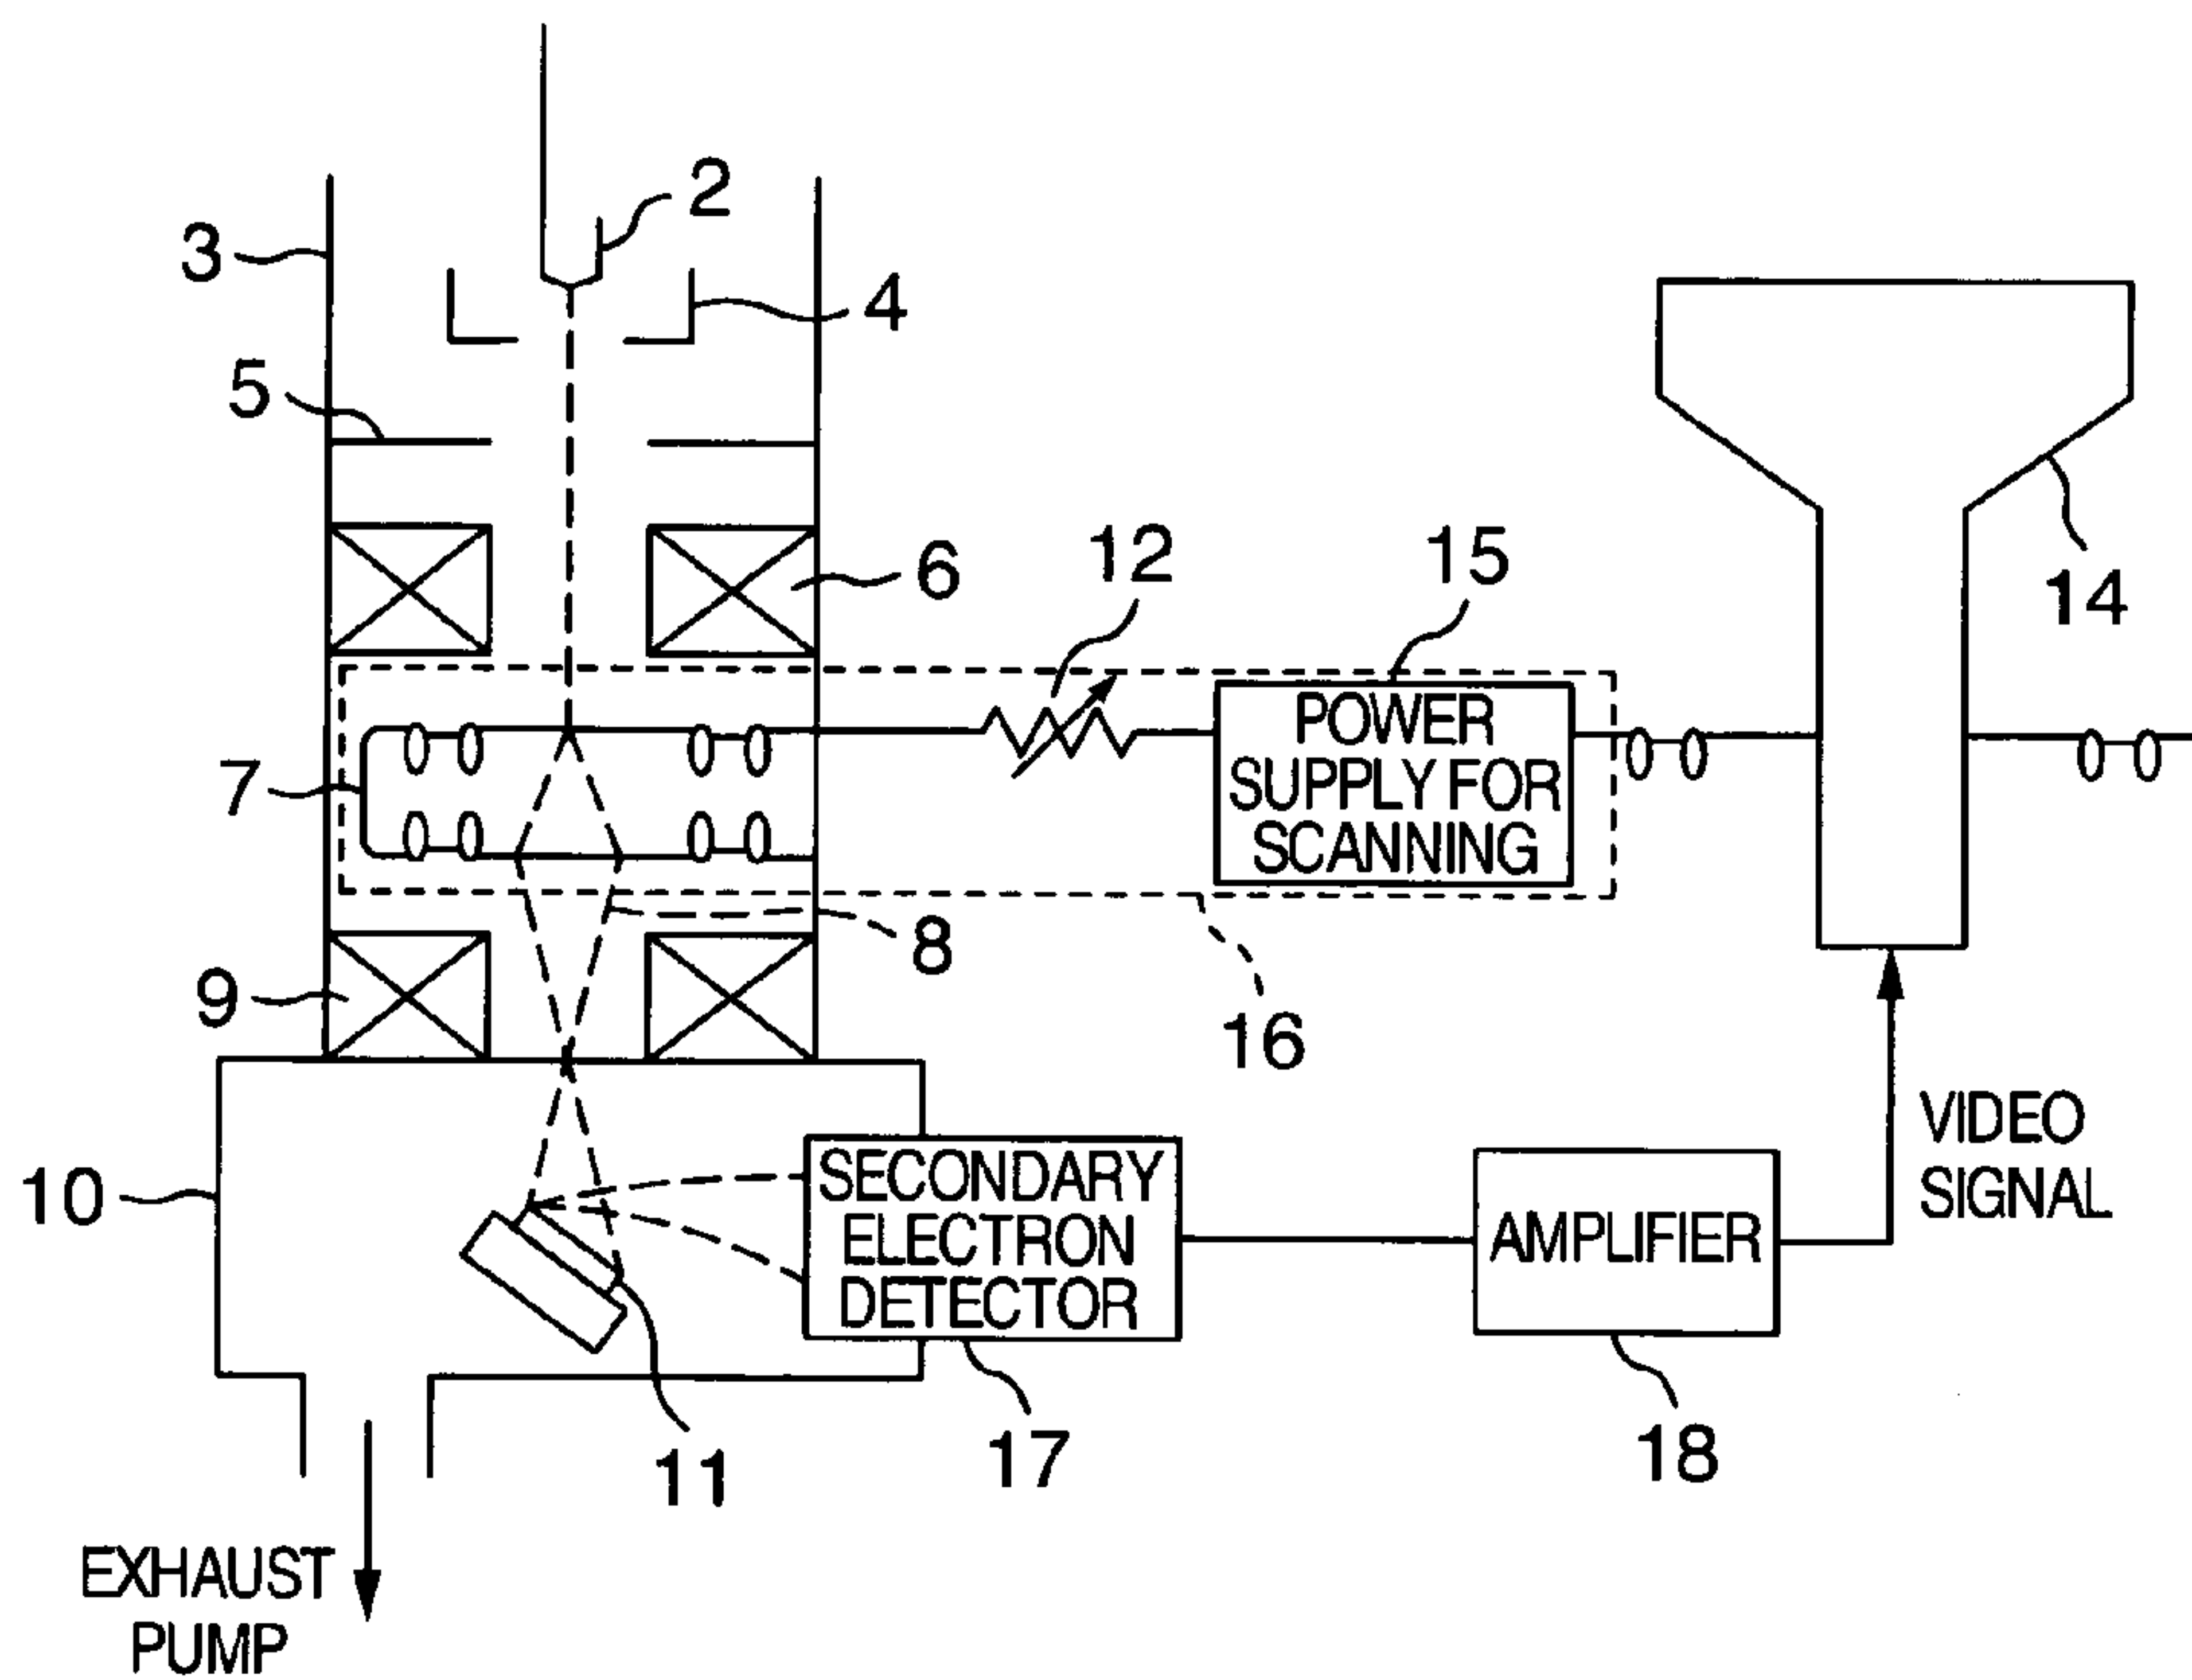 2
3
4
5
6
12
15
14
POWER
SUPPLY FOR
SCANNING
7
8
9
16
10
SECONDARY
ELECTRON
DETECTOR
AMPLIFIER
VIDEO
SIGNAL
11
17
18
EXHAUST
PUMP